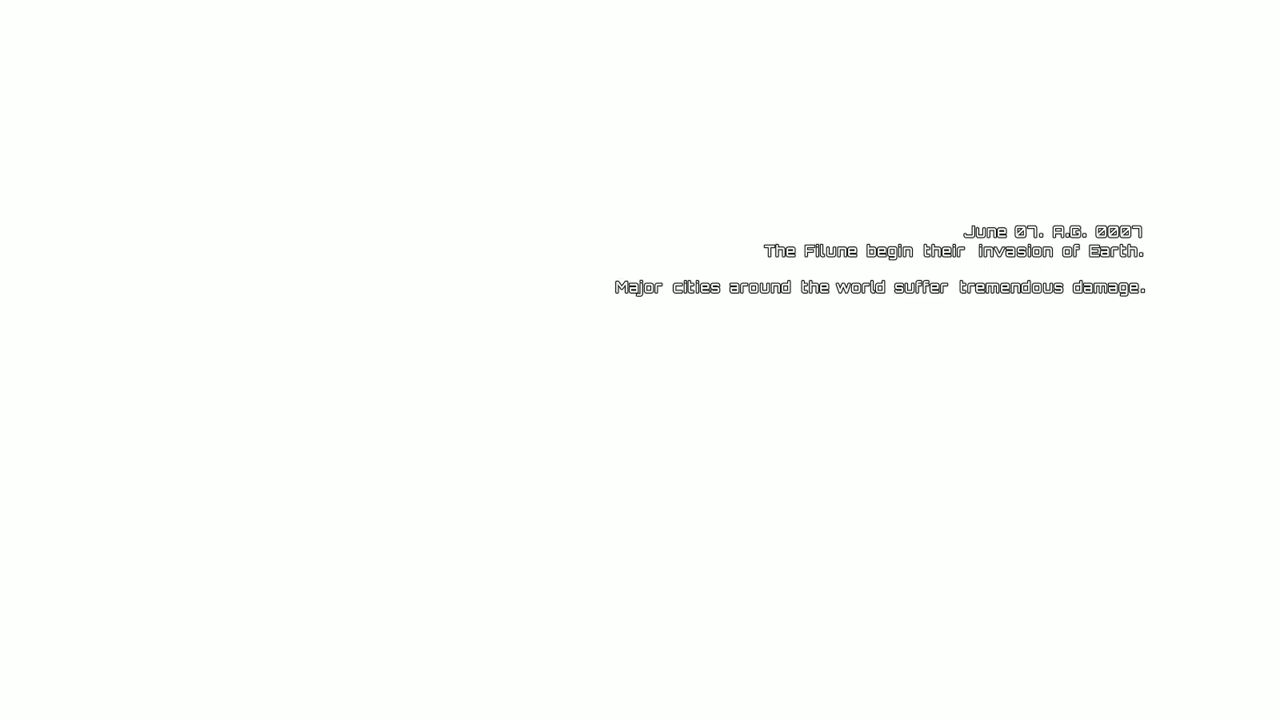 June 07. A.G. 0007
The Filune begin their invasion of Earth.
Major cities around the world suffer tremendous damage.